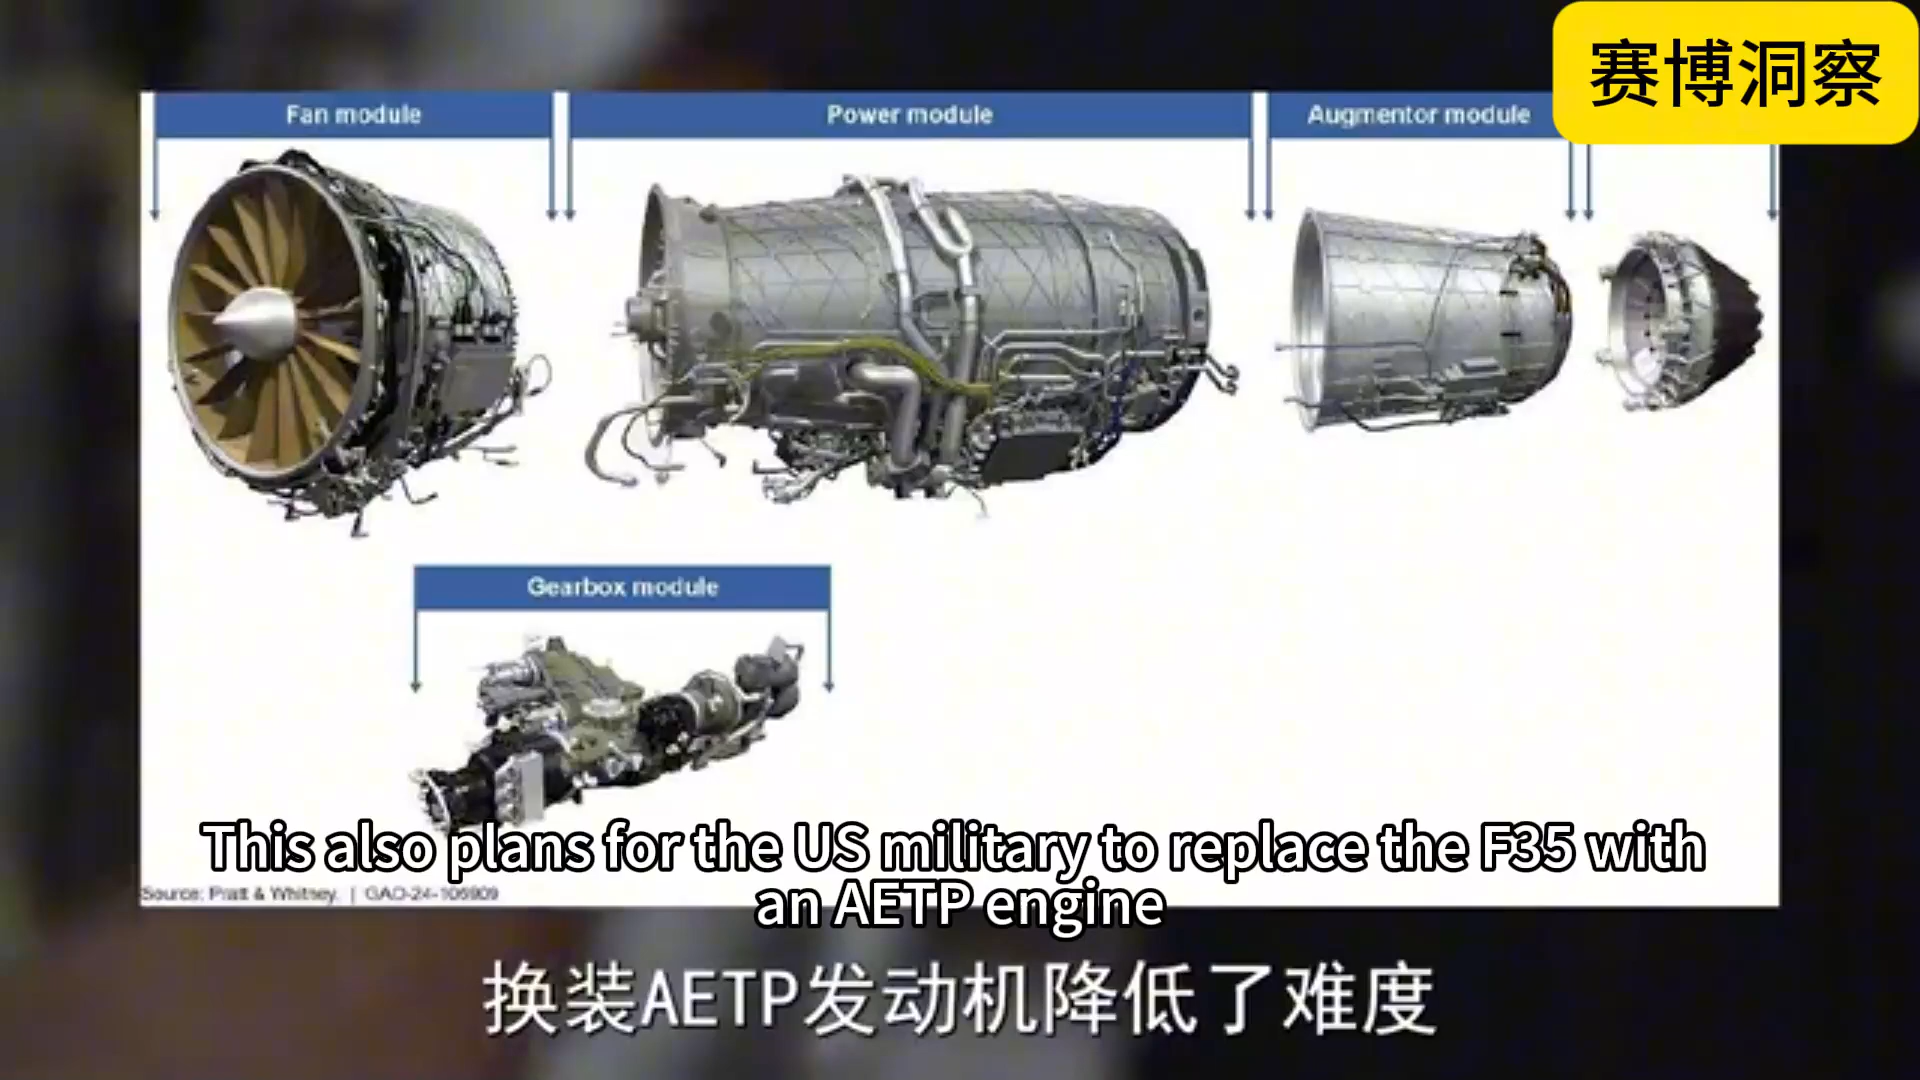 赛博洞察
Fan module
Power module
Augmentor module
Gearbox module
This also plans for the US military to replace the F35 with
an AETP engine
Source: Pratt & Whitney. | GAO-24-106909
换装AETP发动机降低了难度